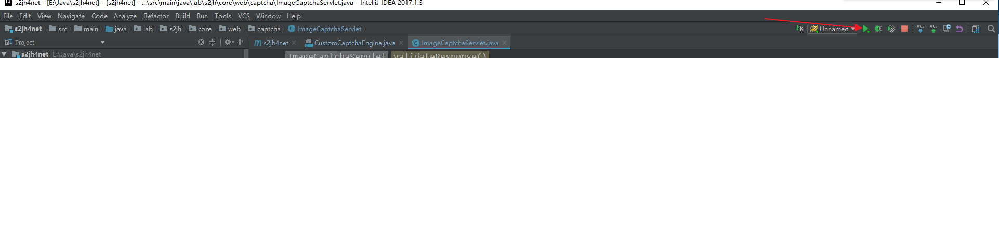 s2jh4net - [E:\Java\s2jh4net] - [s2jh4net] - ...\src\main\java\lab\s2jh\core\web\captcha\ImageCaptchaServlet.java - IntelliJ IDEA 2017.1.3
File Edit View Navigate Code Analyze Refactor Build Run Tools VCS Window Help
s2jh4net src main java lab s2jh core web captcha ImageCaptchaServlet Unnamed VCS VCS
Project s2jh4net CustomCaptchaEngine.java ImageCaptchaServlet.java
s2jh4net E:\Java\s2jh4net ImageCaptchaServlet validateResponse()